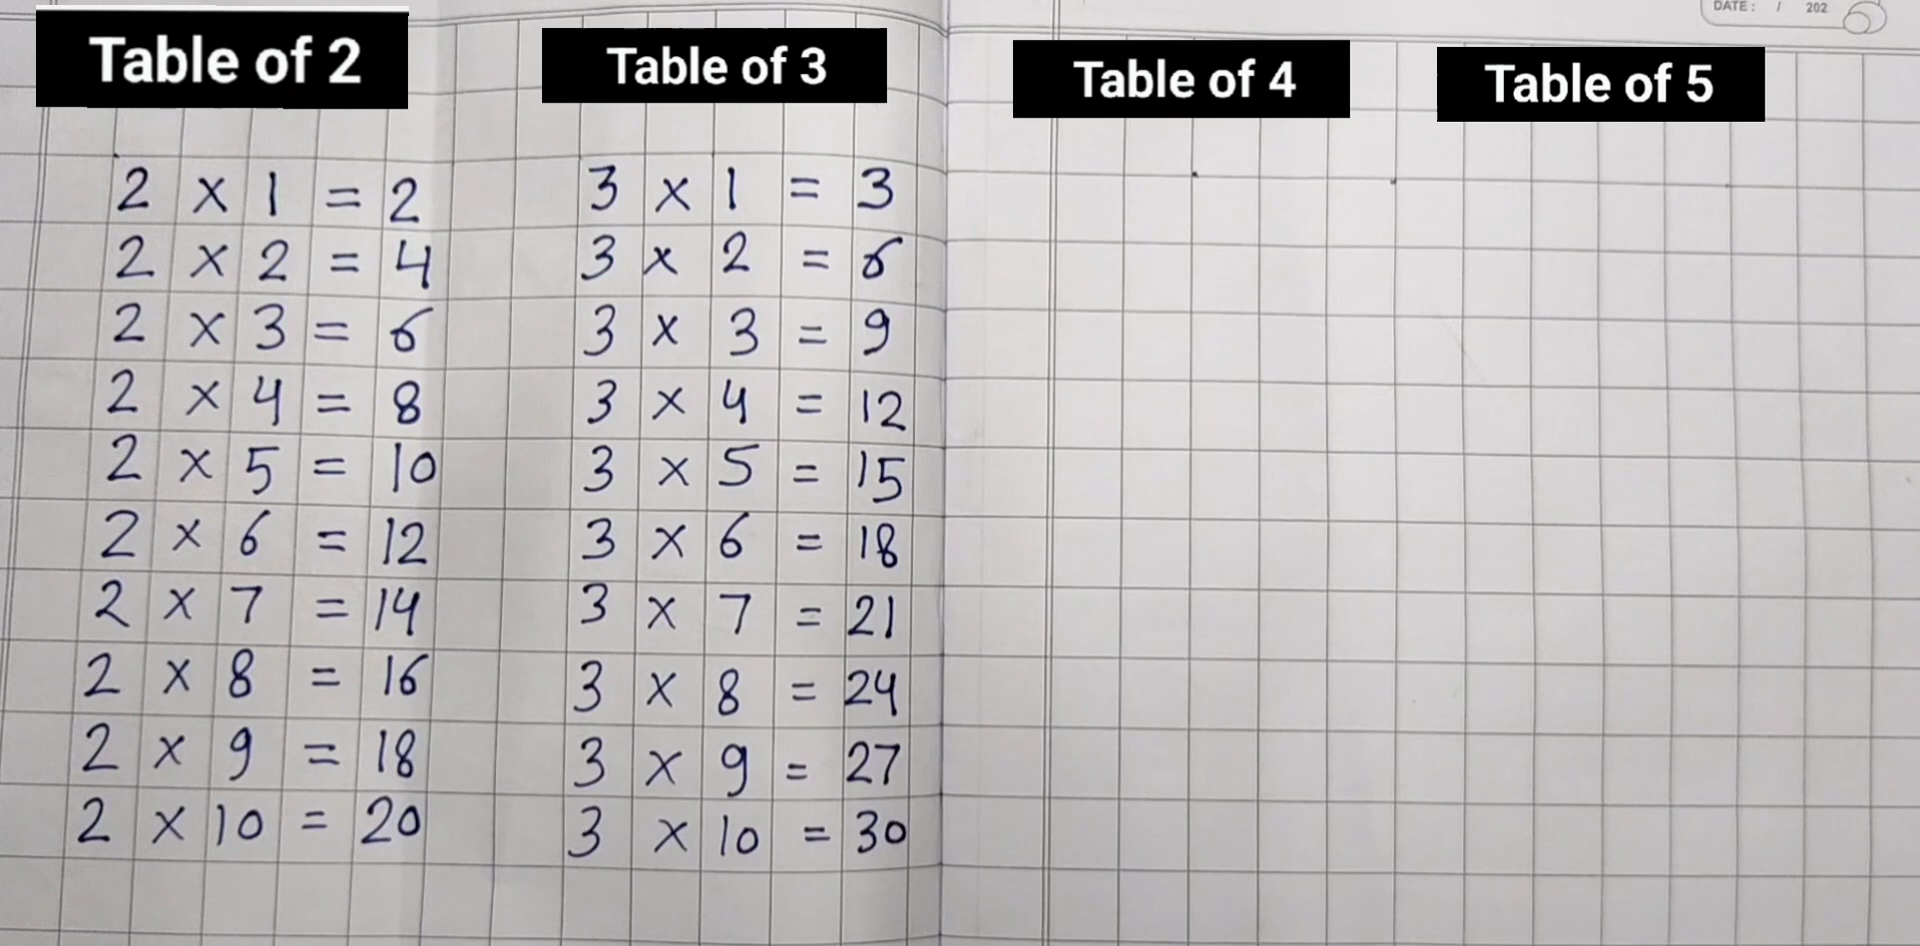 DATE: / 202
Table of 2
2 x 1 = 2
2 x 2 = 4
2 x 3 = 6
2 x 4 = 8
2 x 5 = 10
2 x 6 = 12
2 x 7 = 14
2 x 8 = 16
2 x 9 = 18
2 x 10 = 20
Table of 3
3 x 1 = 3
3 x 2 = 6
3 x 3 = 9
3 x 4 = 12
3 x 5 = 15
3 x 6 = 18
3 x 7 = 21
3 x 8 = 24
3 x 9 = 27
3 x 10 = 30
Table of 4
Table of 5